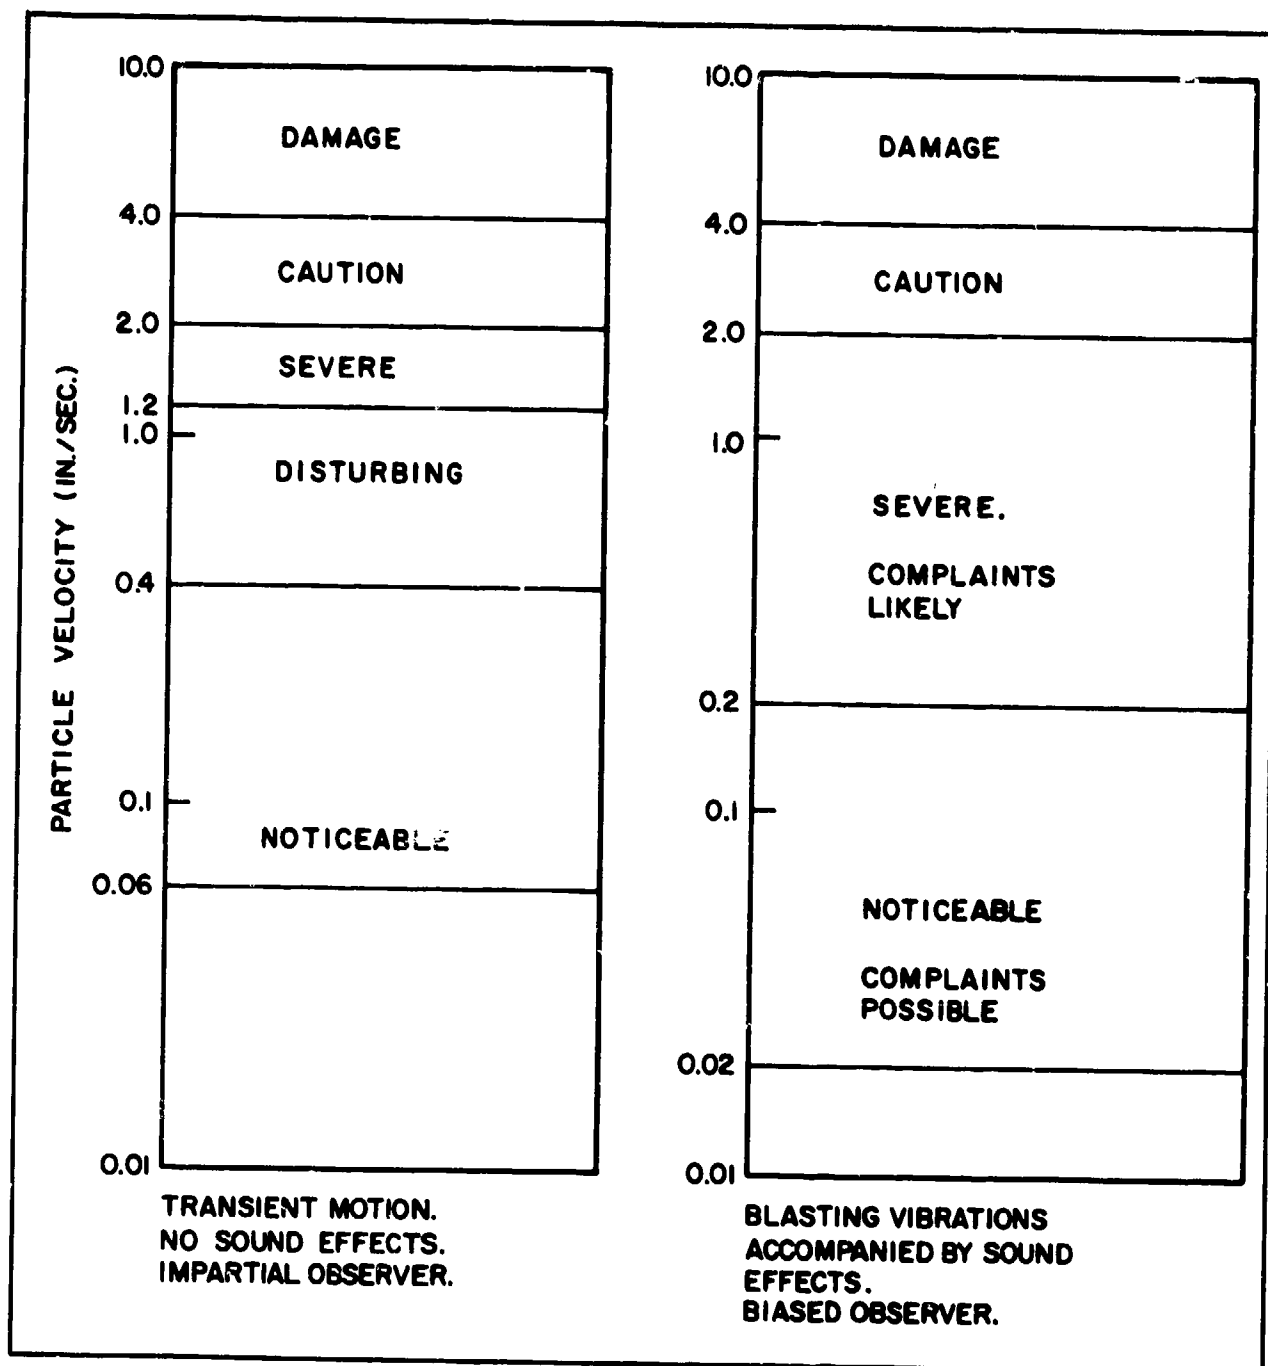 PARTICLE VELOCITY (IN./SEC.)
10.0
DAMAGE
4.0
CAUTION
2.0
SEVERE
1.2
1.0
DISTURBING
0.4
0.1
NOTICEABLE
0.06
0.01
TRANSIENT MOTION.
NO SOUND EFFECTS.
IMPARTIAL OBSERVER.
10.0
DAMAGE
4.0
CAUTION
2.0
1.0
SEVERE.
COMPLAINTS
LIKELY
0.2
0.1
NOTICEABLE
COMPLAINTS
POSSIBLE
0.02
0.01
BLASTING VIBRATIONS
ACCOMPANIED BY SOUND
EFFECTS.
BIASED OBSERVER.